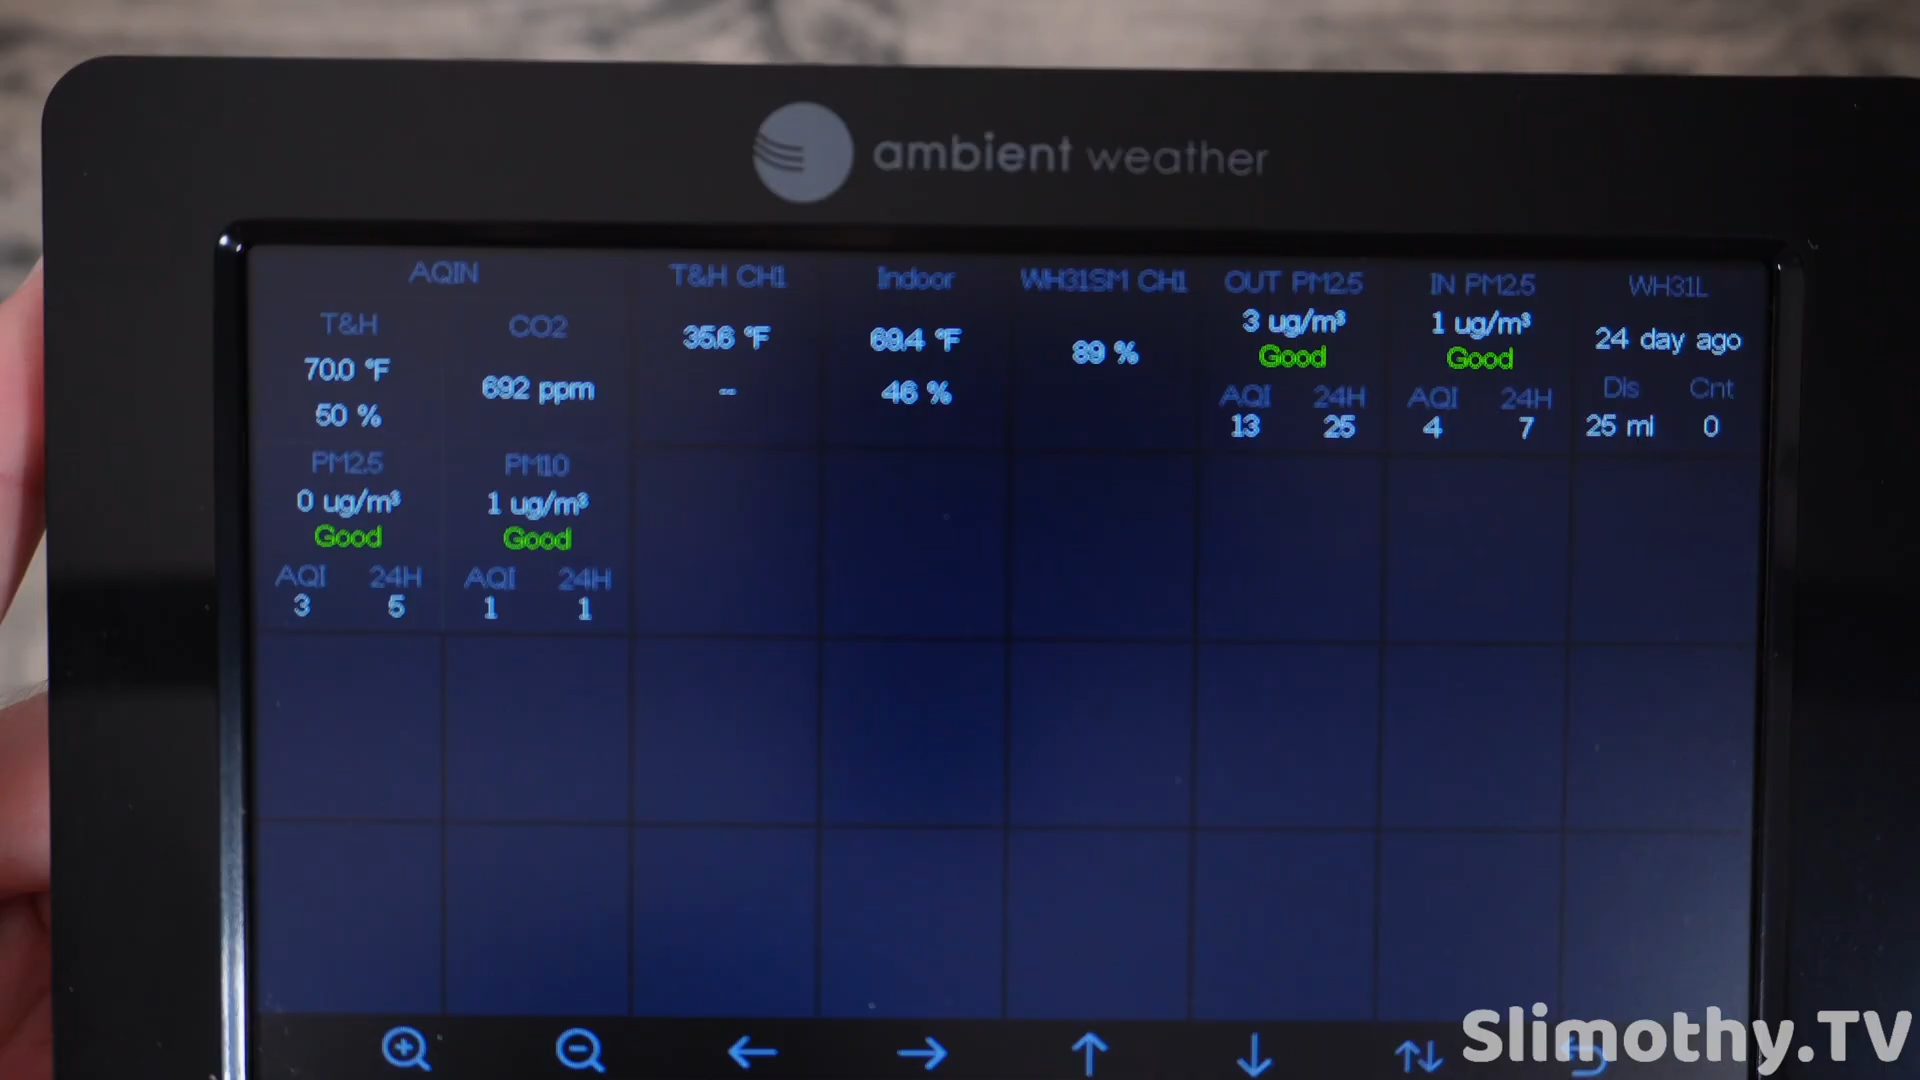 ambient weather
AQIN
T&H CH1
Indoor
WH31SM CH1
OUT PM2.5
IN PM2.5
WH31L
T&H
CO2
35.6 °F
69.4 °F
89 %
3 ug/m³
1 ug/m³
24 day ago
70.0 °F
692 ppm
--
46 %
Good
Good
Dis
Cnt
50 %
AQI
24H
AQI
24H
25 ml
0
13
25
4
7
PM2.5
PM10
0 ug/m³
1 ug/m³
Good
Good
AQI
24H
AQI
24H
3
5
1
1
Slimothy.TV